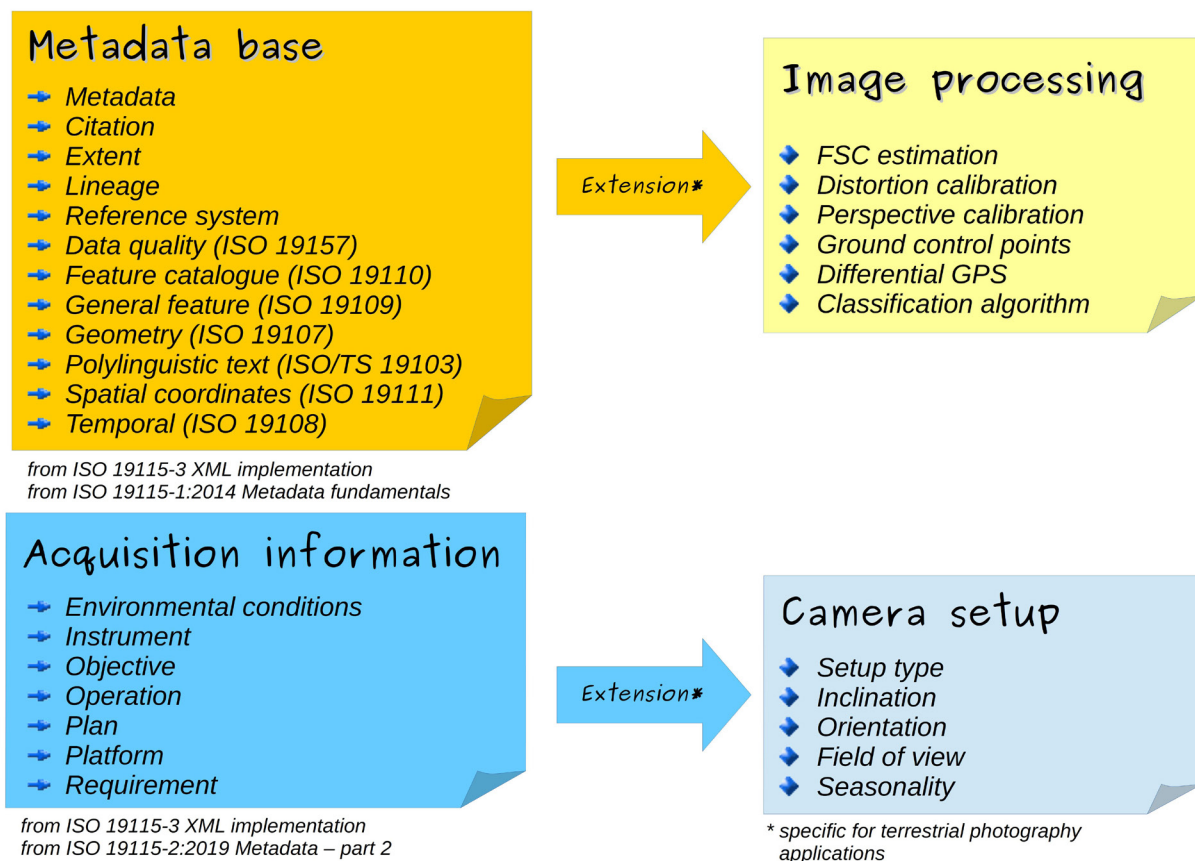 Metadata base
Metadata
Citation
Extent
Lineage
Reference system
Data quality (ISO 19157)
Feature catalogue (ISO 19110)
General feature (ISO 19109)
Geometry (ISO 19107)
Polylinguistic text (ISO/TS 19103)
Spatial coordinates (ISO 19111)
Temporal (ISO 19108)
from ISO 19115-3 XML implementation
from ISO 19115-1:2014 Metadata fundamentals
Extension*
Image processing
FSC estimation
Distortion calibration
Perspective calibration
Ground control points
Differential GPS
Classification algorithm
Acquisition information
Environmental conditions
Instrument
Objective
Operation
Plan
Platform
Requirement
from ISO 19115-3 XML implementation
from ISO 19115-2:2019 Metadata – part 2
Extension*
Camera setup
Setup type
Inclination
Orientation
Field of view
Seasonality
* specific for terrestrial photography
applications